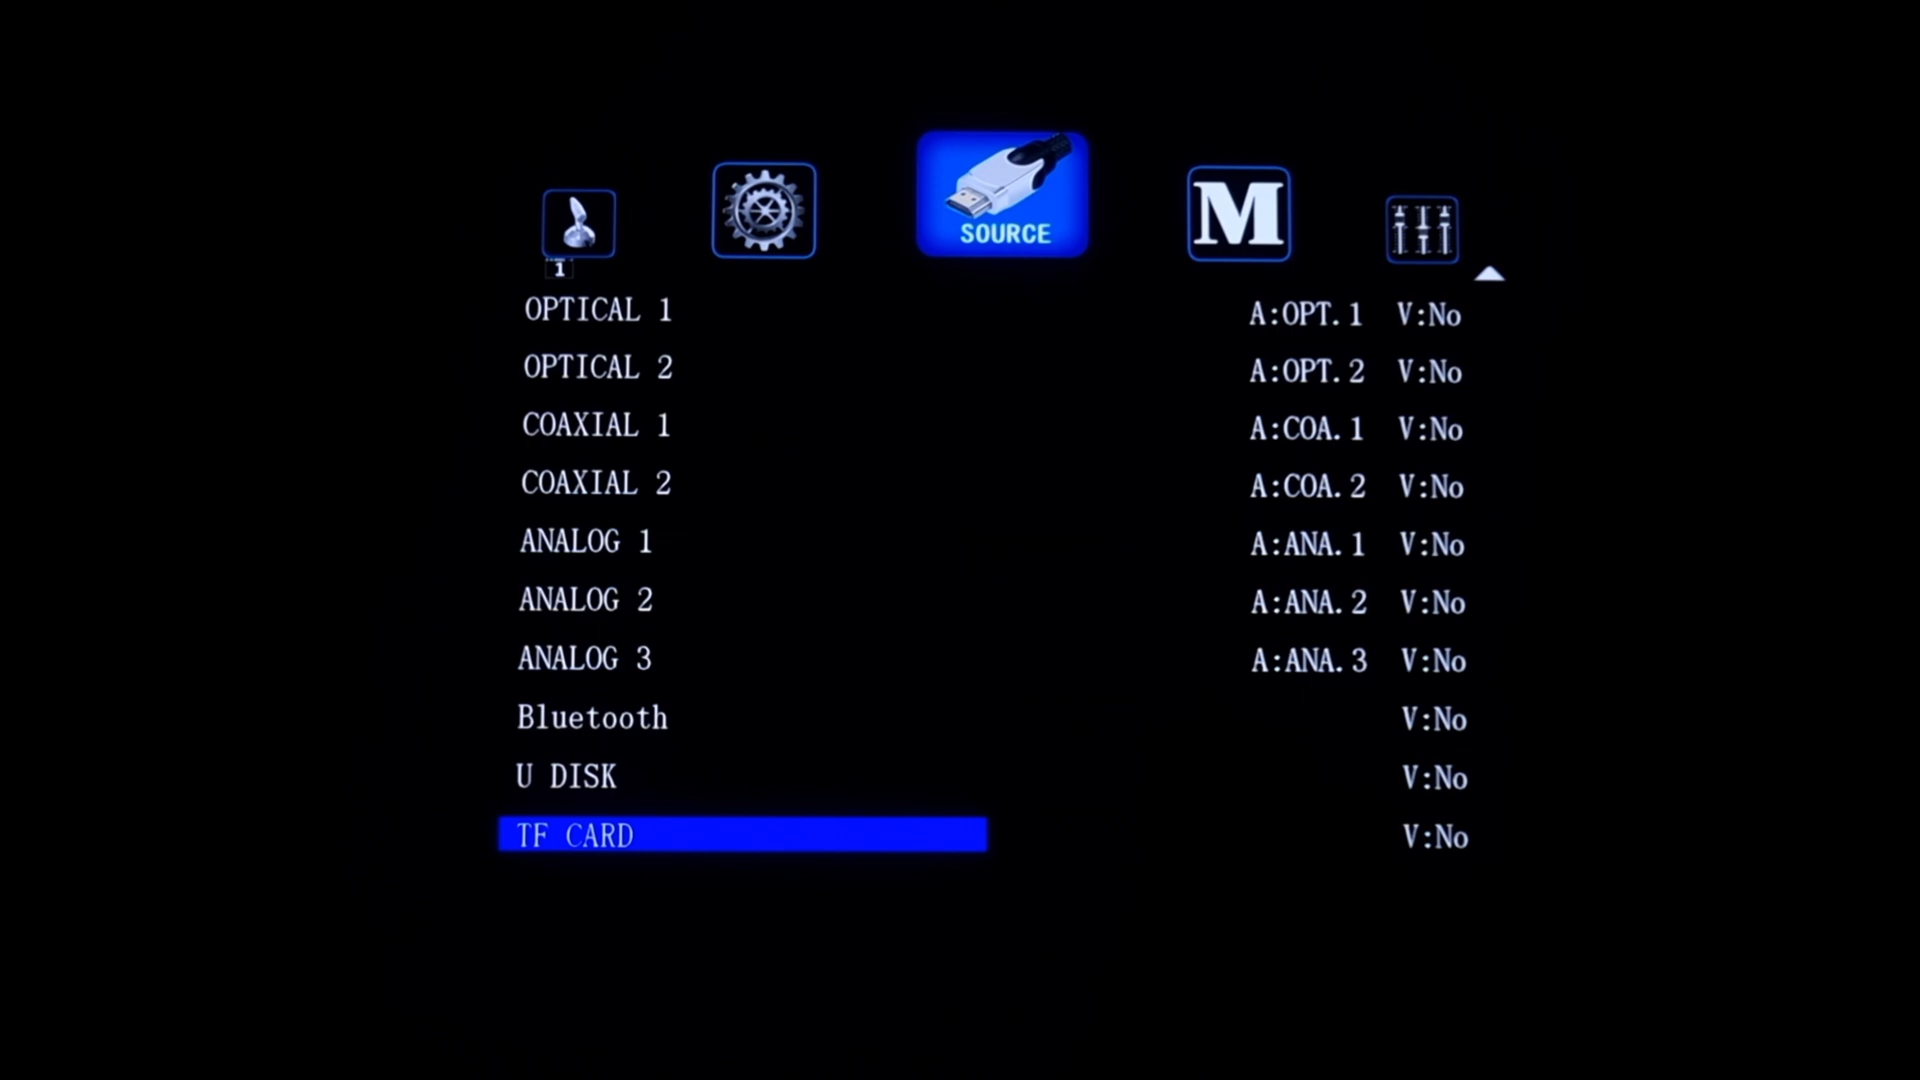 SOURCE
M
1
OPTICAL 1 A:OPT.1 V:No
OPTICAL 2 A:OPT.2 V:No
COAXIAL 1 A:COA.1 V:No
COAXIAL 2 A:COA.2 V:No
ANALOG 1 A:ANA.1 V:No
ANALOG 2 A:ANA.2 V:No
ANALOG 3 A:ANA.3 V:No
Bluetooth V:No
U DISK V:No
TF CARD V:No